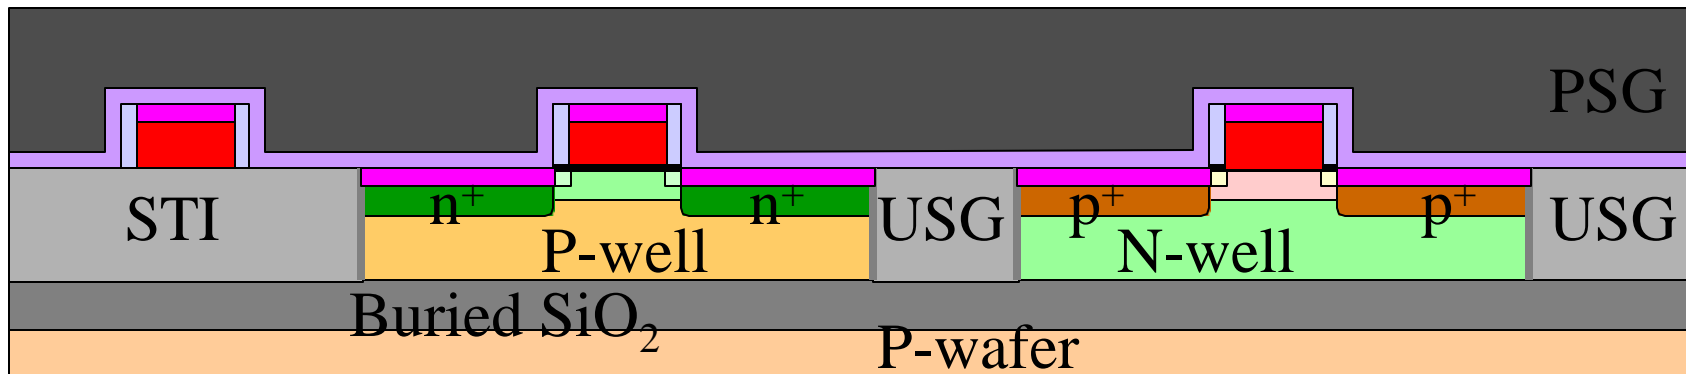 PSG
STI n⁺ n⁺ USG p⁺ p⁺ USG
P-well N-well
Buried SiO₂
P-wafer